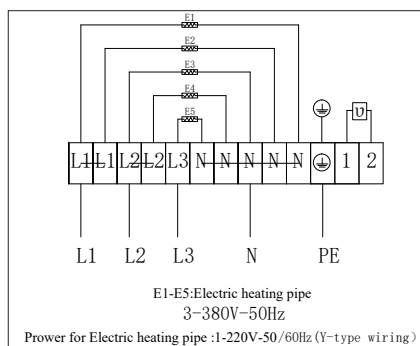 E1
E2
E3
E4
E5
L1 L1 L2 L2 L3 N N N N N 1 2
υ
L1 L2 L3 N PE
E1-E5:Electric heating pipe
3-380V-50Hz
Prower for Electric heating pipe :1-220V-50/60Hz(Y-type wiring)